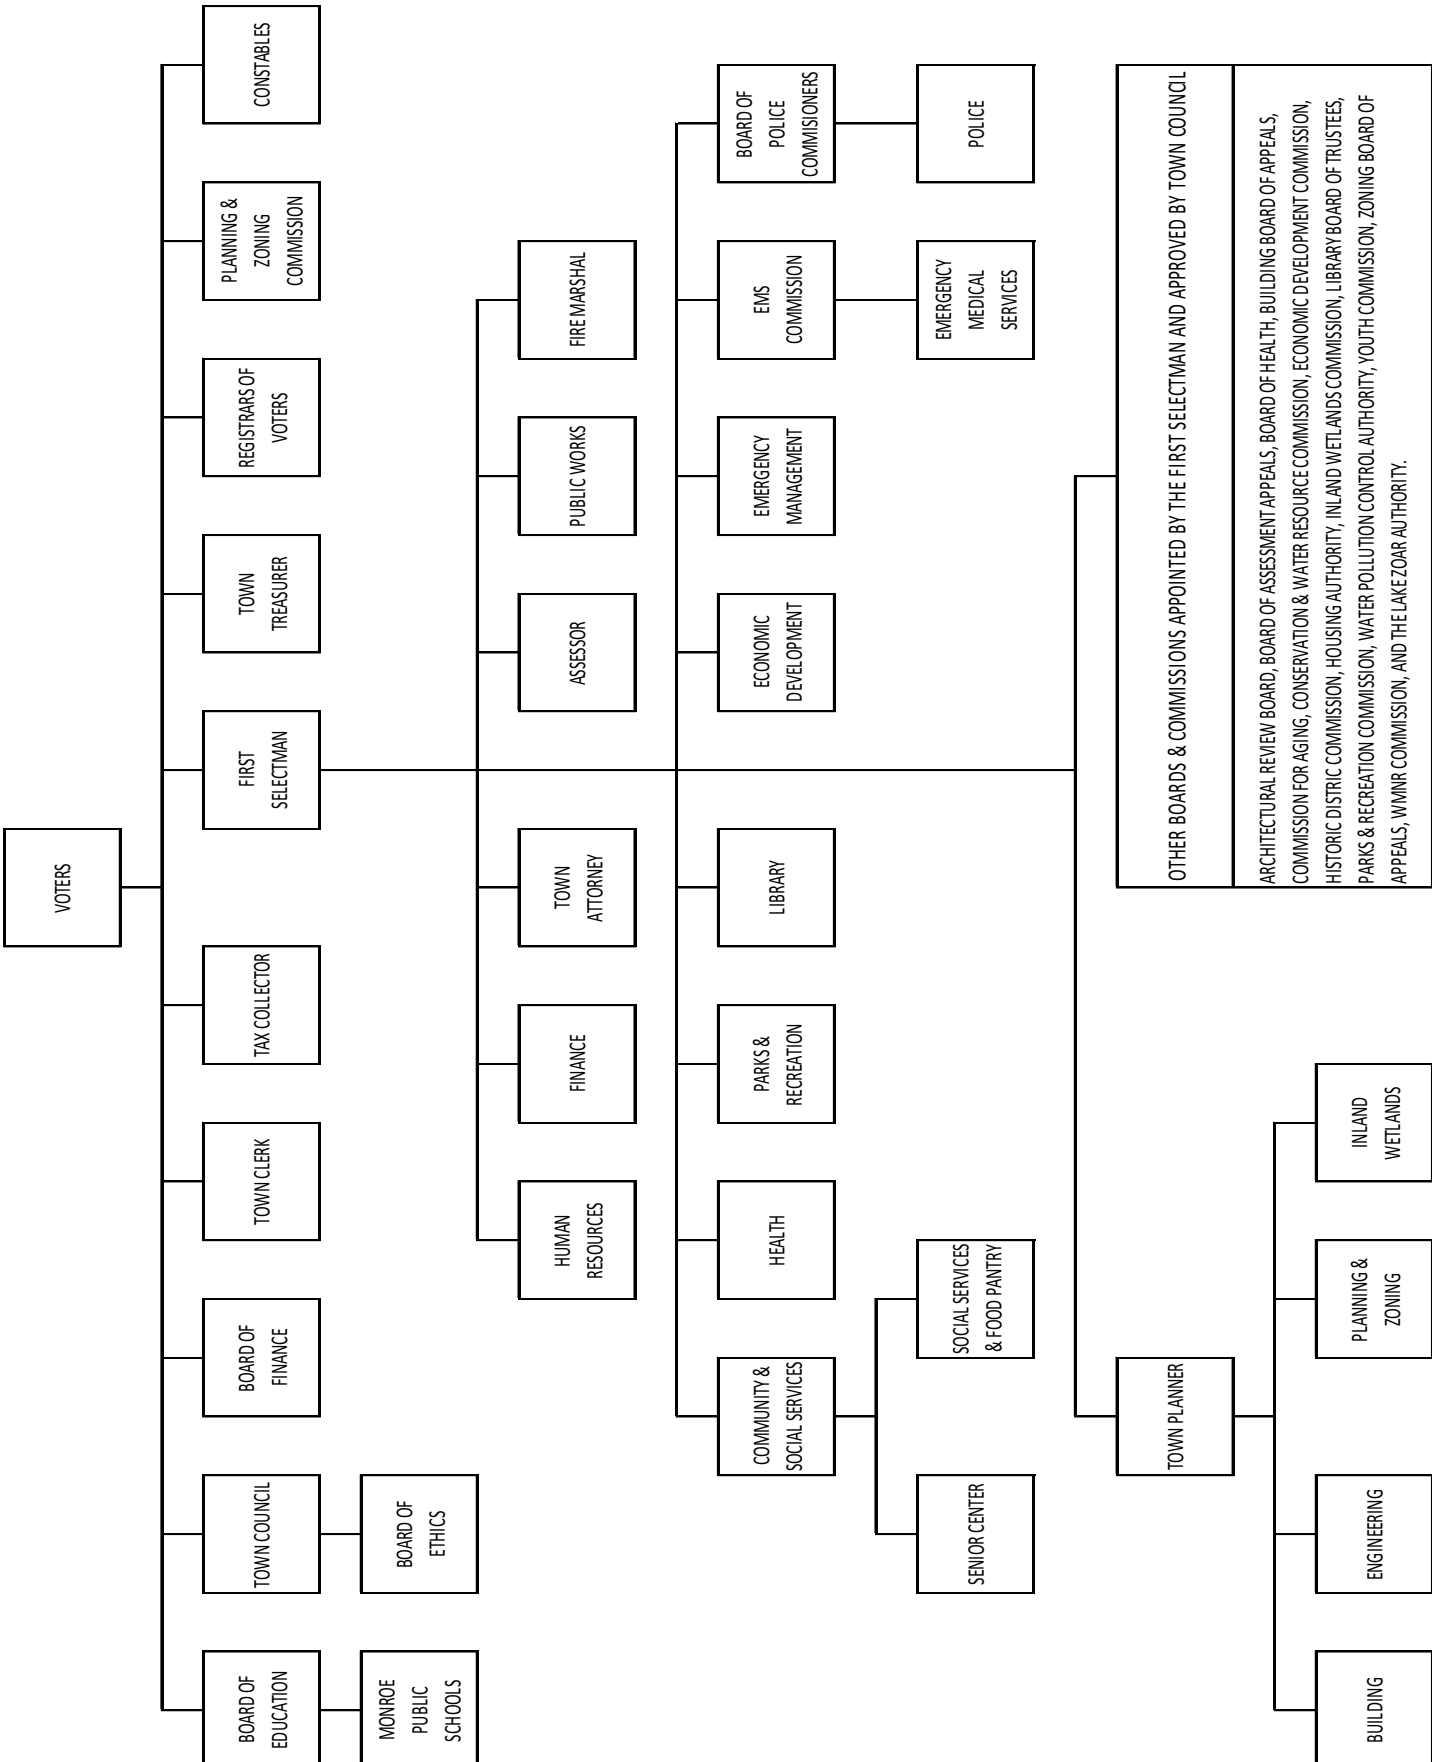 VOTERS
BOARD OF
EDUCATION
TOWN COUNCIL
BOARD OF
FINANCE
TOWN CLERK
TAX COLLECTOR
FIRST
SELECTMAN
TOWN
TREASURER
REGISTRARS OF
VOTERS
PLANNING &
ZONING
COMMISSION
CONSTABLES
MONROE
PUBLIC
SCHOOLS
BOARD OF
ETHICS
HUMAN
RESOURCES
FINANCE
TOWN
ATTORNEY
ASSESSOR
PUBLIC WORKS
FIRE MARSHAL
COMMUNITY &
SOCIAL SERVICES
HEALTH
PARKS &
RECREATION
LIBRARY
ECONOMIC
DEVELOPMENT
EMERGENCY
MANAGEMENT
EMS
COMMISSION
BOARD OF
POLICE
COMMISIONERS
SENIOR CENTER
SOCIAL SERVICES
& FOOD PANTRY
EMERGENCY
MEDICAL
SERVICES
POLICE
TOWN PLANNER
OTHER BOARDS & COMMISSIONS APPOINTED BY THE FIRST SELECTMAN AND APPROVED BY TOWN COUNCIL
ARCHITECTURAL REVIEW BOARD, BOARD OF ASSESSMENT APPEALS, BOARD OF HEALTH, BUILDING BOARD OF APPEALS,
COMMISSION FOR AGING, CONSERVATION & WATER RESOURCE COMMISSION, ECONOMIC DEVELOPMENT COMMISSION,
HISTORIC DISTRIC COMMISSION, HOUSING AUTHORITY, INLAND WETLANDS COMMISSION, LIBRARY BOARD OF TRUSTEES,
PARKS & RECREATION COMMISSION, WATER POLLUTION CONTROL AUTHORITY, YOUTH COMMISSION, ZONING BOARD OF
APPEALS, WMNR COMMISSION, AND THE LAKE ZOAR AUTHORITY.
BUILDING
ENGINEERING
PLANNING &
ZONING
INLAND
WETLANDS